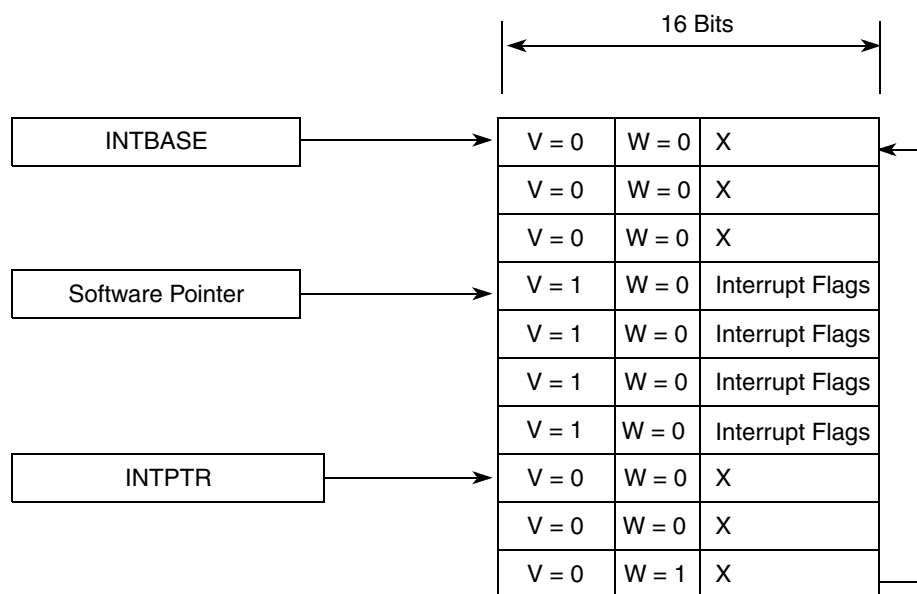 16 Bits
INTBASE
V = 0 W = 0 X
V = 0 W = 0 X
V = 0 W = 0 X
Software Pointer
V = 1 W = 0 Interrupt Flags
V = 1 W = 0 Interrupt Flags
V = 1 W = 0 Interrupt Flags
V = 1 W = 0 Interrupt Flags
INTPTR
V = 0 W = 0 X
V = 0 W = 0 X
V = 0 W = 1 X